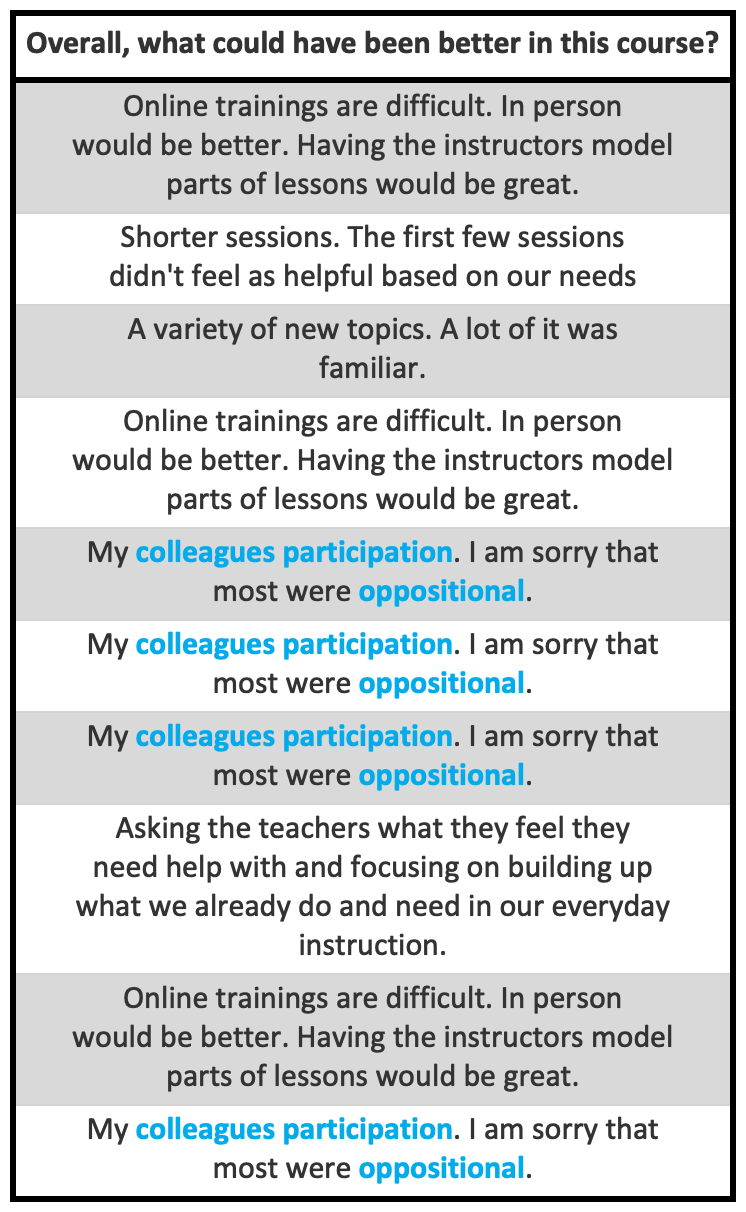 Overall, what could have been better in this course?
Online trainings are difficult. In person
would be better. Having the instructors model
parts of lessons would be great.
Shorter sessions. The first few sessions
didn't feel as helpful based on our needs
A variety of new topics. A lot of it was
familiar.
Online trainings are difficult. In person
would be better. Having the instructors model
parts of lessons would be great.
My colleagues participation. I am sorry that
most were oppositional.
My colleagues participation. I am sorry that
most were oppositional.
My colleagues participation. I am sorry that
most were oppositional.
Asking the teachers what they feel they
need help with and focusing on building up
what we already do and need in our everyday
instruction.
Online trainings are difficult. In person
would be better. Having the instructors model
parts of lessons would be great.
My colleagues participation. I am sorry that
most were oppositional.